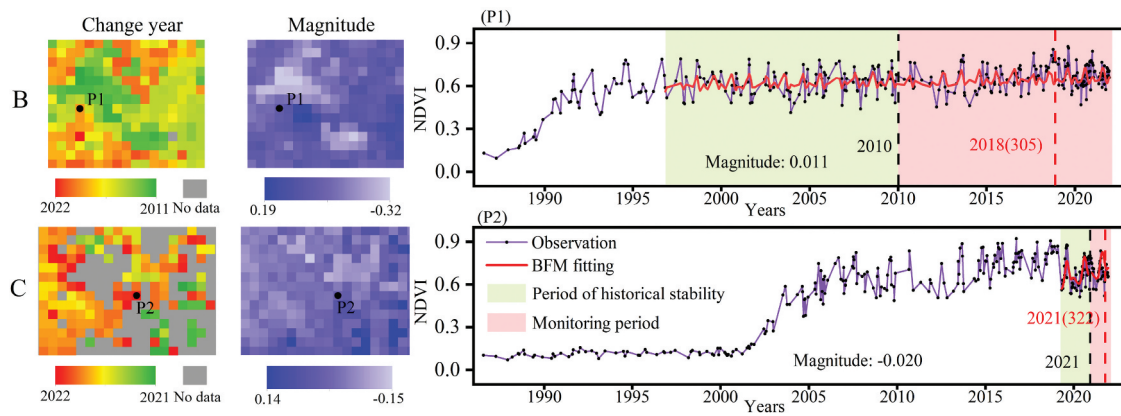 Change year
Magnitude
(P1)
B
P1
P1
NDVI
0.9
0.6
0.3
0.0
Magnitude: 0.011
2010
2018(305)
1990
1995
2000
2005
2010
2015
2020
Years
2022
2011
No data
0.19
-0.32
(P2)
C
P2
P2
NDVI
0.9
0.6
0.3
0.0
Observation
BFM fitting
Period of historical stability
Monitoring period
Magnitude: -0.020
2021(322)
2021
1990
1995
2000
2005
2010
2015
2020
Years
2022
2021
No data
0.14
-0.15